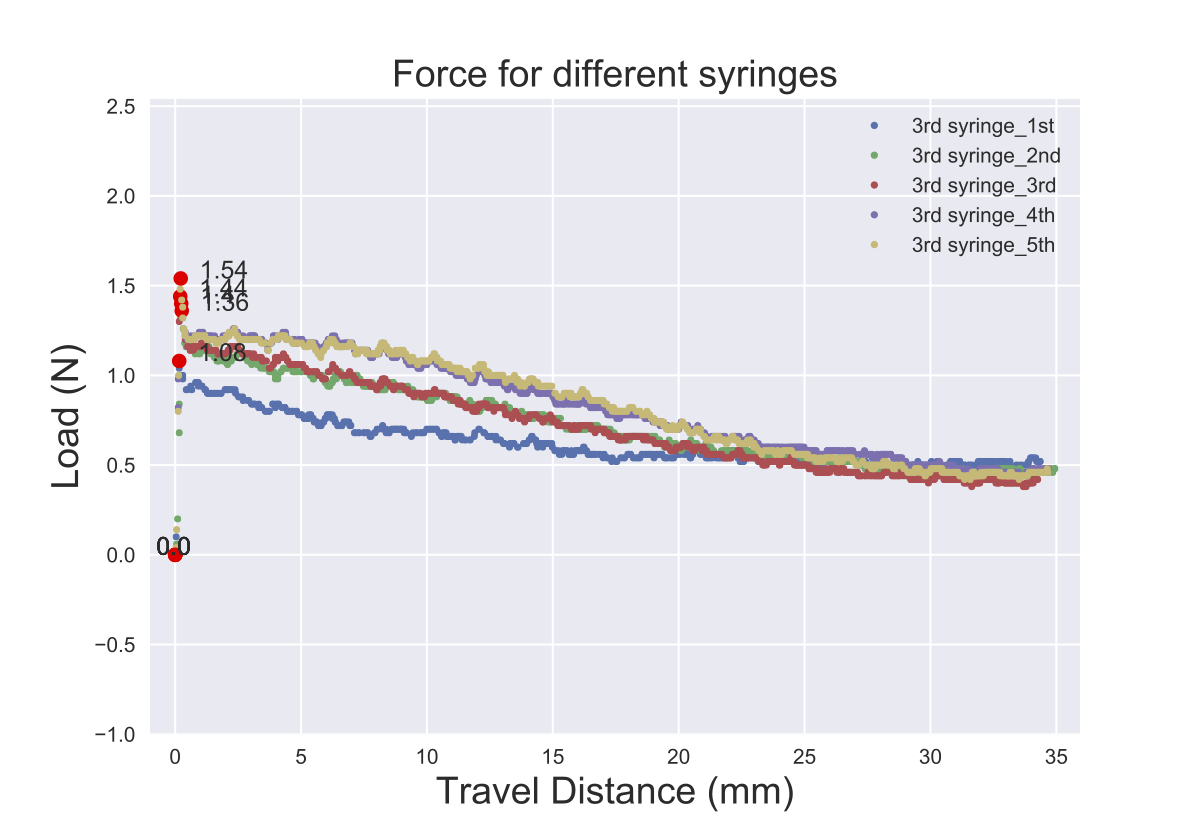 Force for different syringes
2.5
2.0
1.5
1.0
0.5
0.0
−0.5
−1.0
Load (N)
3rd syringe_1st
3rd syringe_2nd
3rd syringe_3rd
3rd syringe_4th
3rd syringe_5th
1.54
1.44
1.36
1.08
0.0
0
5
10
15
20
25
30
35
Travel Distance (mm)